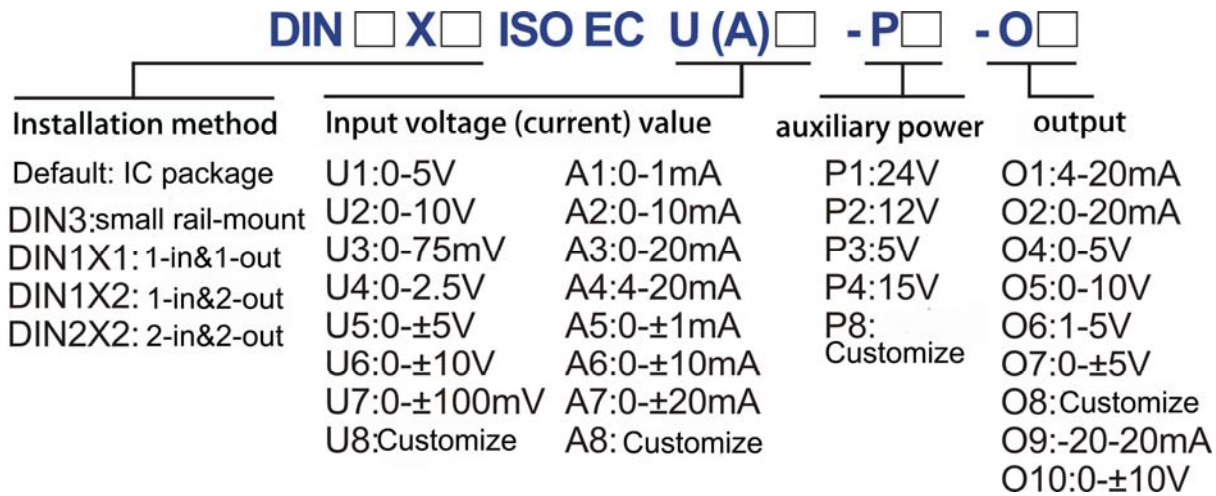 DIN □ X□ ISO EC U (A)□ -P□ -O□
Installation method
Default: IC package
DIN3:small rail-mount
DIN1X1: 1-in&1-out
DIN1X2: 1-in&2-out
DIN2X2: 2-in&2-out
Input voltage (current) value
U1:0-5V A1:0-1mA
U2:0-10V A2:0-10mA
U3:0-75mV A3:0-20mA
U4:0-2.5V A4:4-20mA
U5:0-±5V A5:0-±1mA
U6:0-±10V A6:0-±10mA
U7:0-±100mV A7:0-±20mA
U8:Customize A8: Customize
auxiliary power
P1:24V
P2:12V
P3:5V
P4:15V
P8:
Customize
output
O1:4-20mA
O2:0-20mA
O4:0-5V
O5:0-10V
O6:1-5V
O7:0-±5V
O8:Customize
O9:-20-20mA
O10:0-±10V